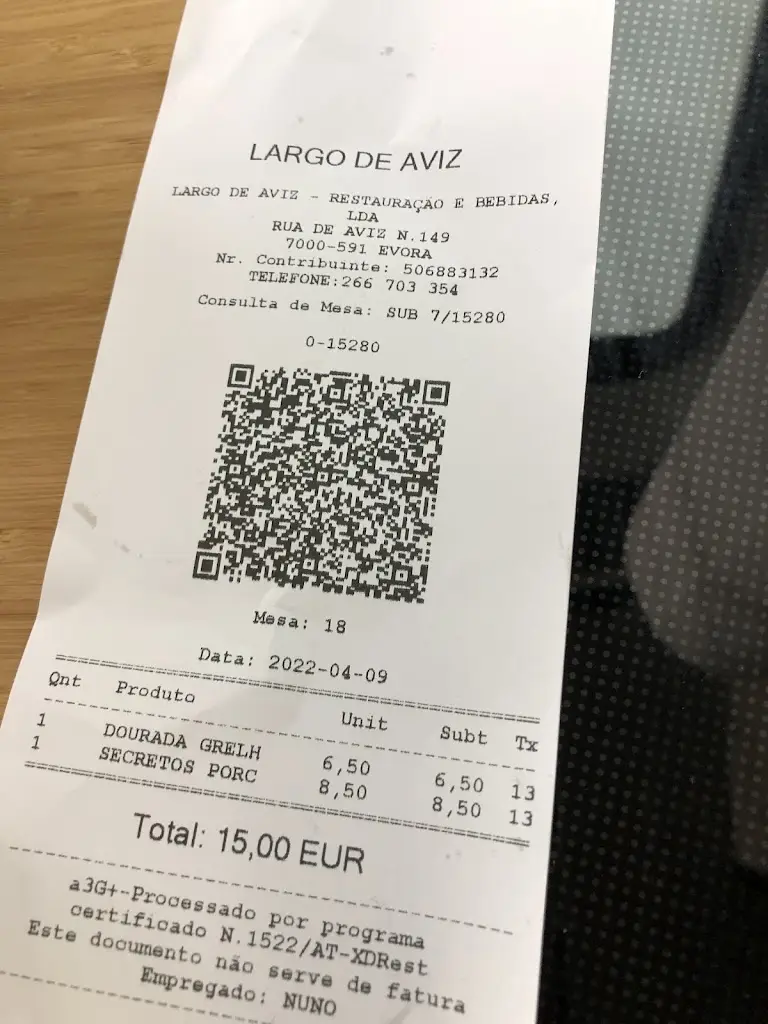 LARGO DE AVIZ
LARGO DE AVIZ - RESTAURAÇÃO E BEBIDAS,
LDA
RUA DE AVIZ N.149
7000-591 EVORA
Nr. Contribuinte: 506883132
TELEFONE:266 703 354
Consulta de Mesa: SUB 7/15280
0-15280
Mesa: 18
Data: 2022-04-09
Qnt Produto Unit Subt Tx
1 DOURADA GRELH 6,50 6,50 13
1 SECRETOS PORC 8,50 8,50 13
Total: 15,00 EUR
a3G+-Processado por programa
certificado N.1522/AT-XDRest
Este documento não serve de fatura
Empregado: NUNO